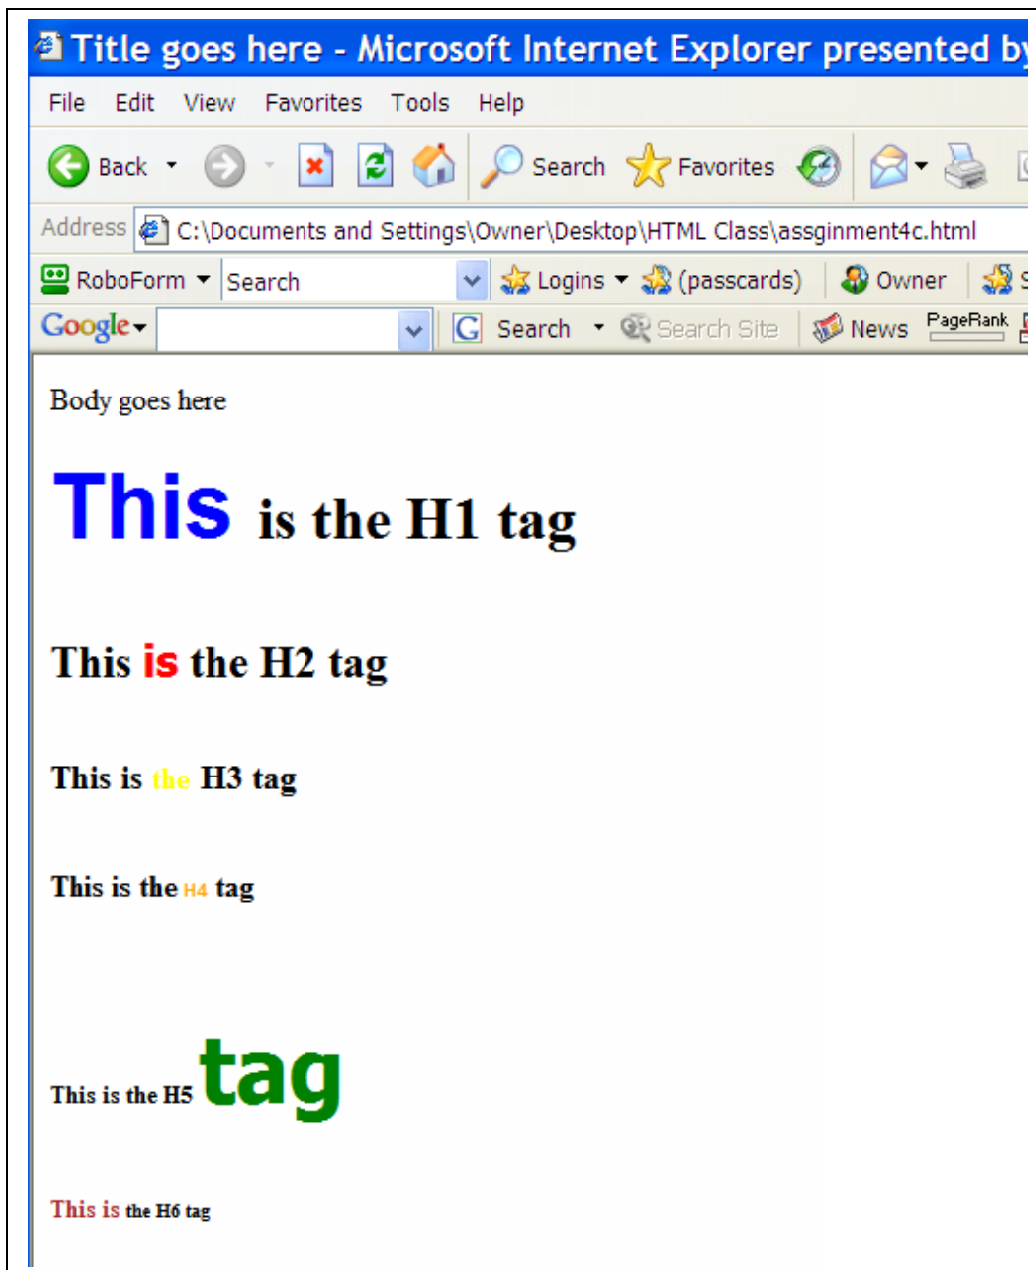 Title goes here - Microsoft Internet Explorer presented by
File Edit View Favorites Tools Help
Back Search Favorites
Address C:\Documents and Settings\Owner\Desktop\HTML Class\assginment4c.html
RoboForm Search Logins (passcards) Owner S
Google G Search Search Site News PageRank
Body goes here
This is the H1 tag
This is the H2 tag
This is the H3 tag
This is the H4 tag
This is the H5 tag
This is the H6 tag